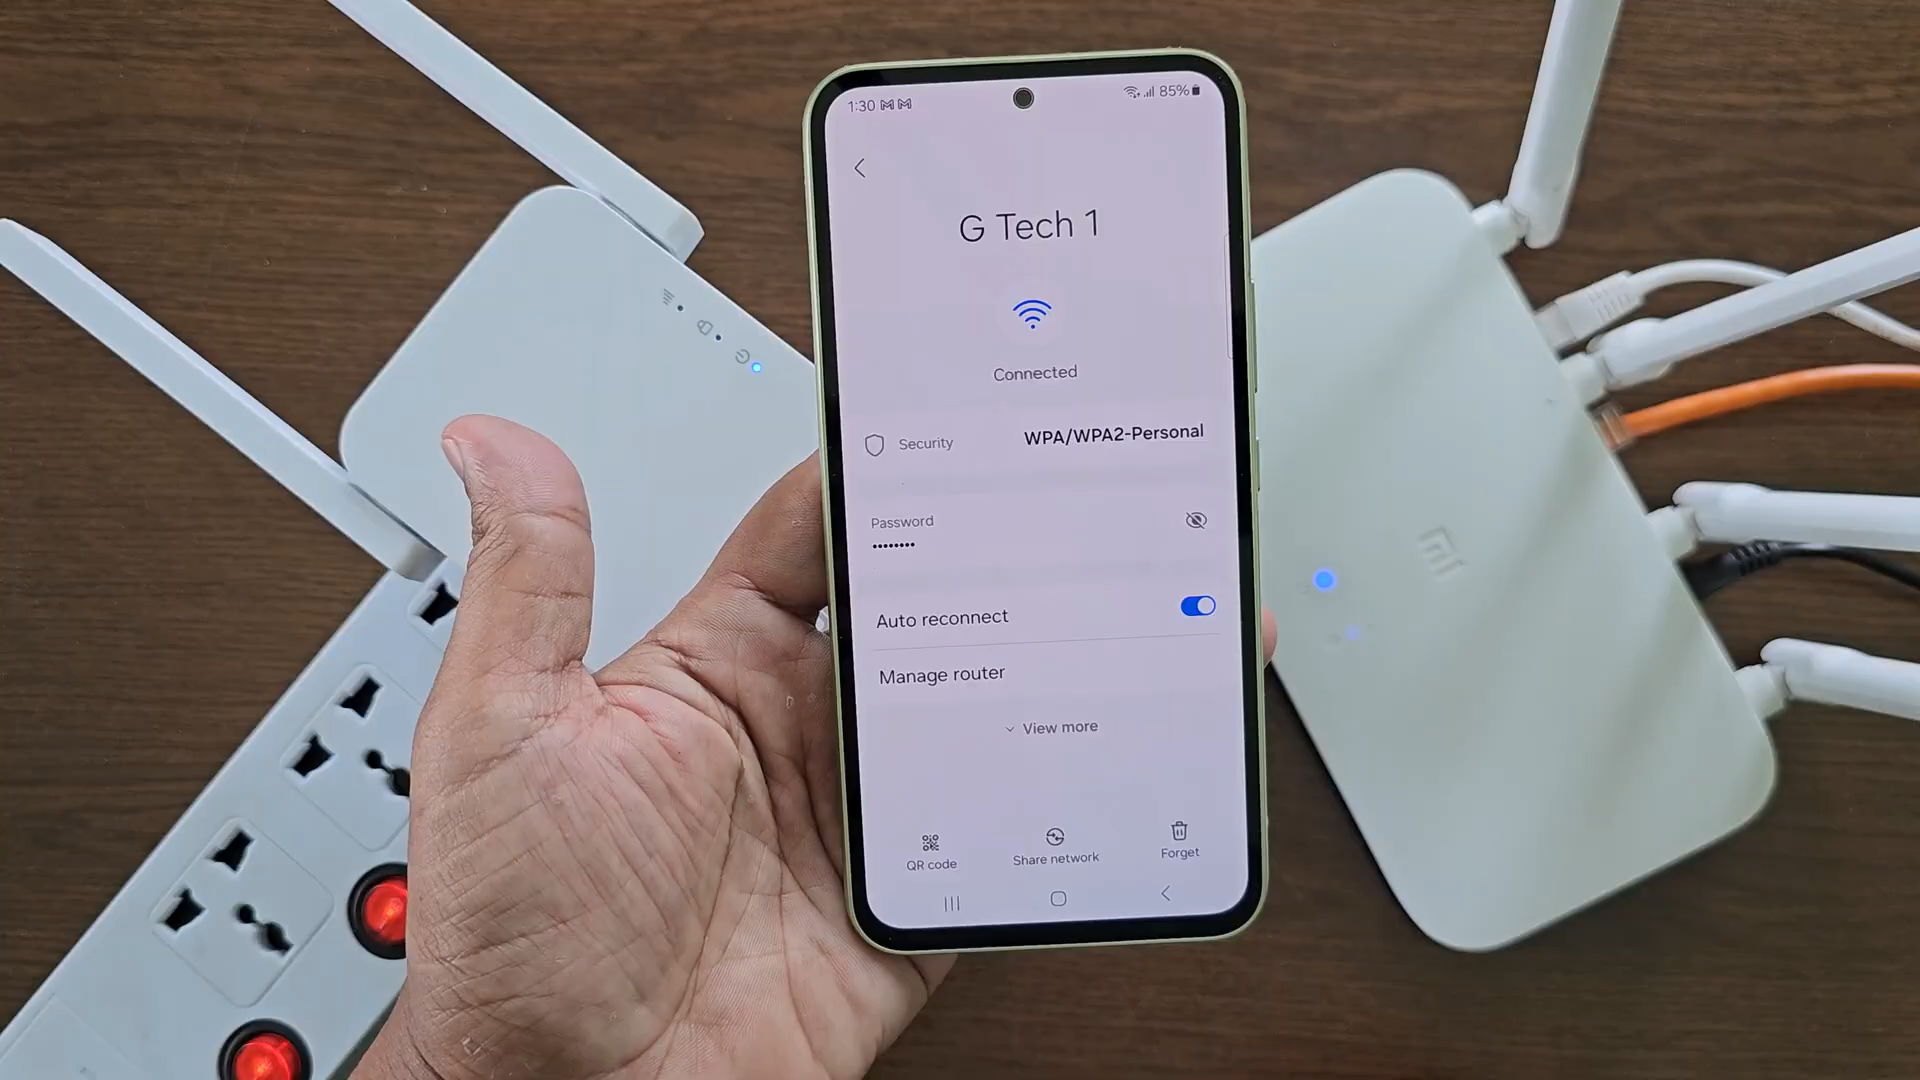 1:30
85%
G Tech 1
Connected
Security
WPA/WPA2-Personal
Password
••••••••
Auto reconnect
Manage router
View more
QR code
Share network
Forget
mi